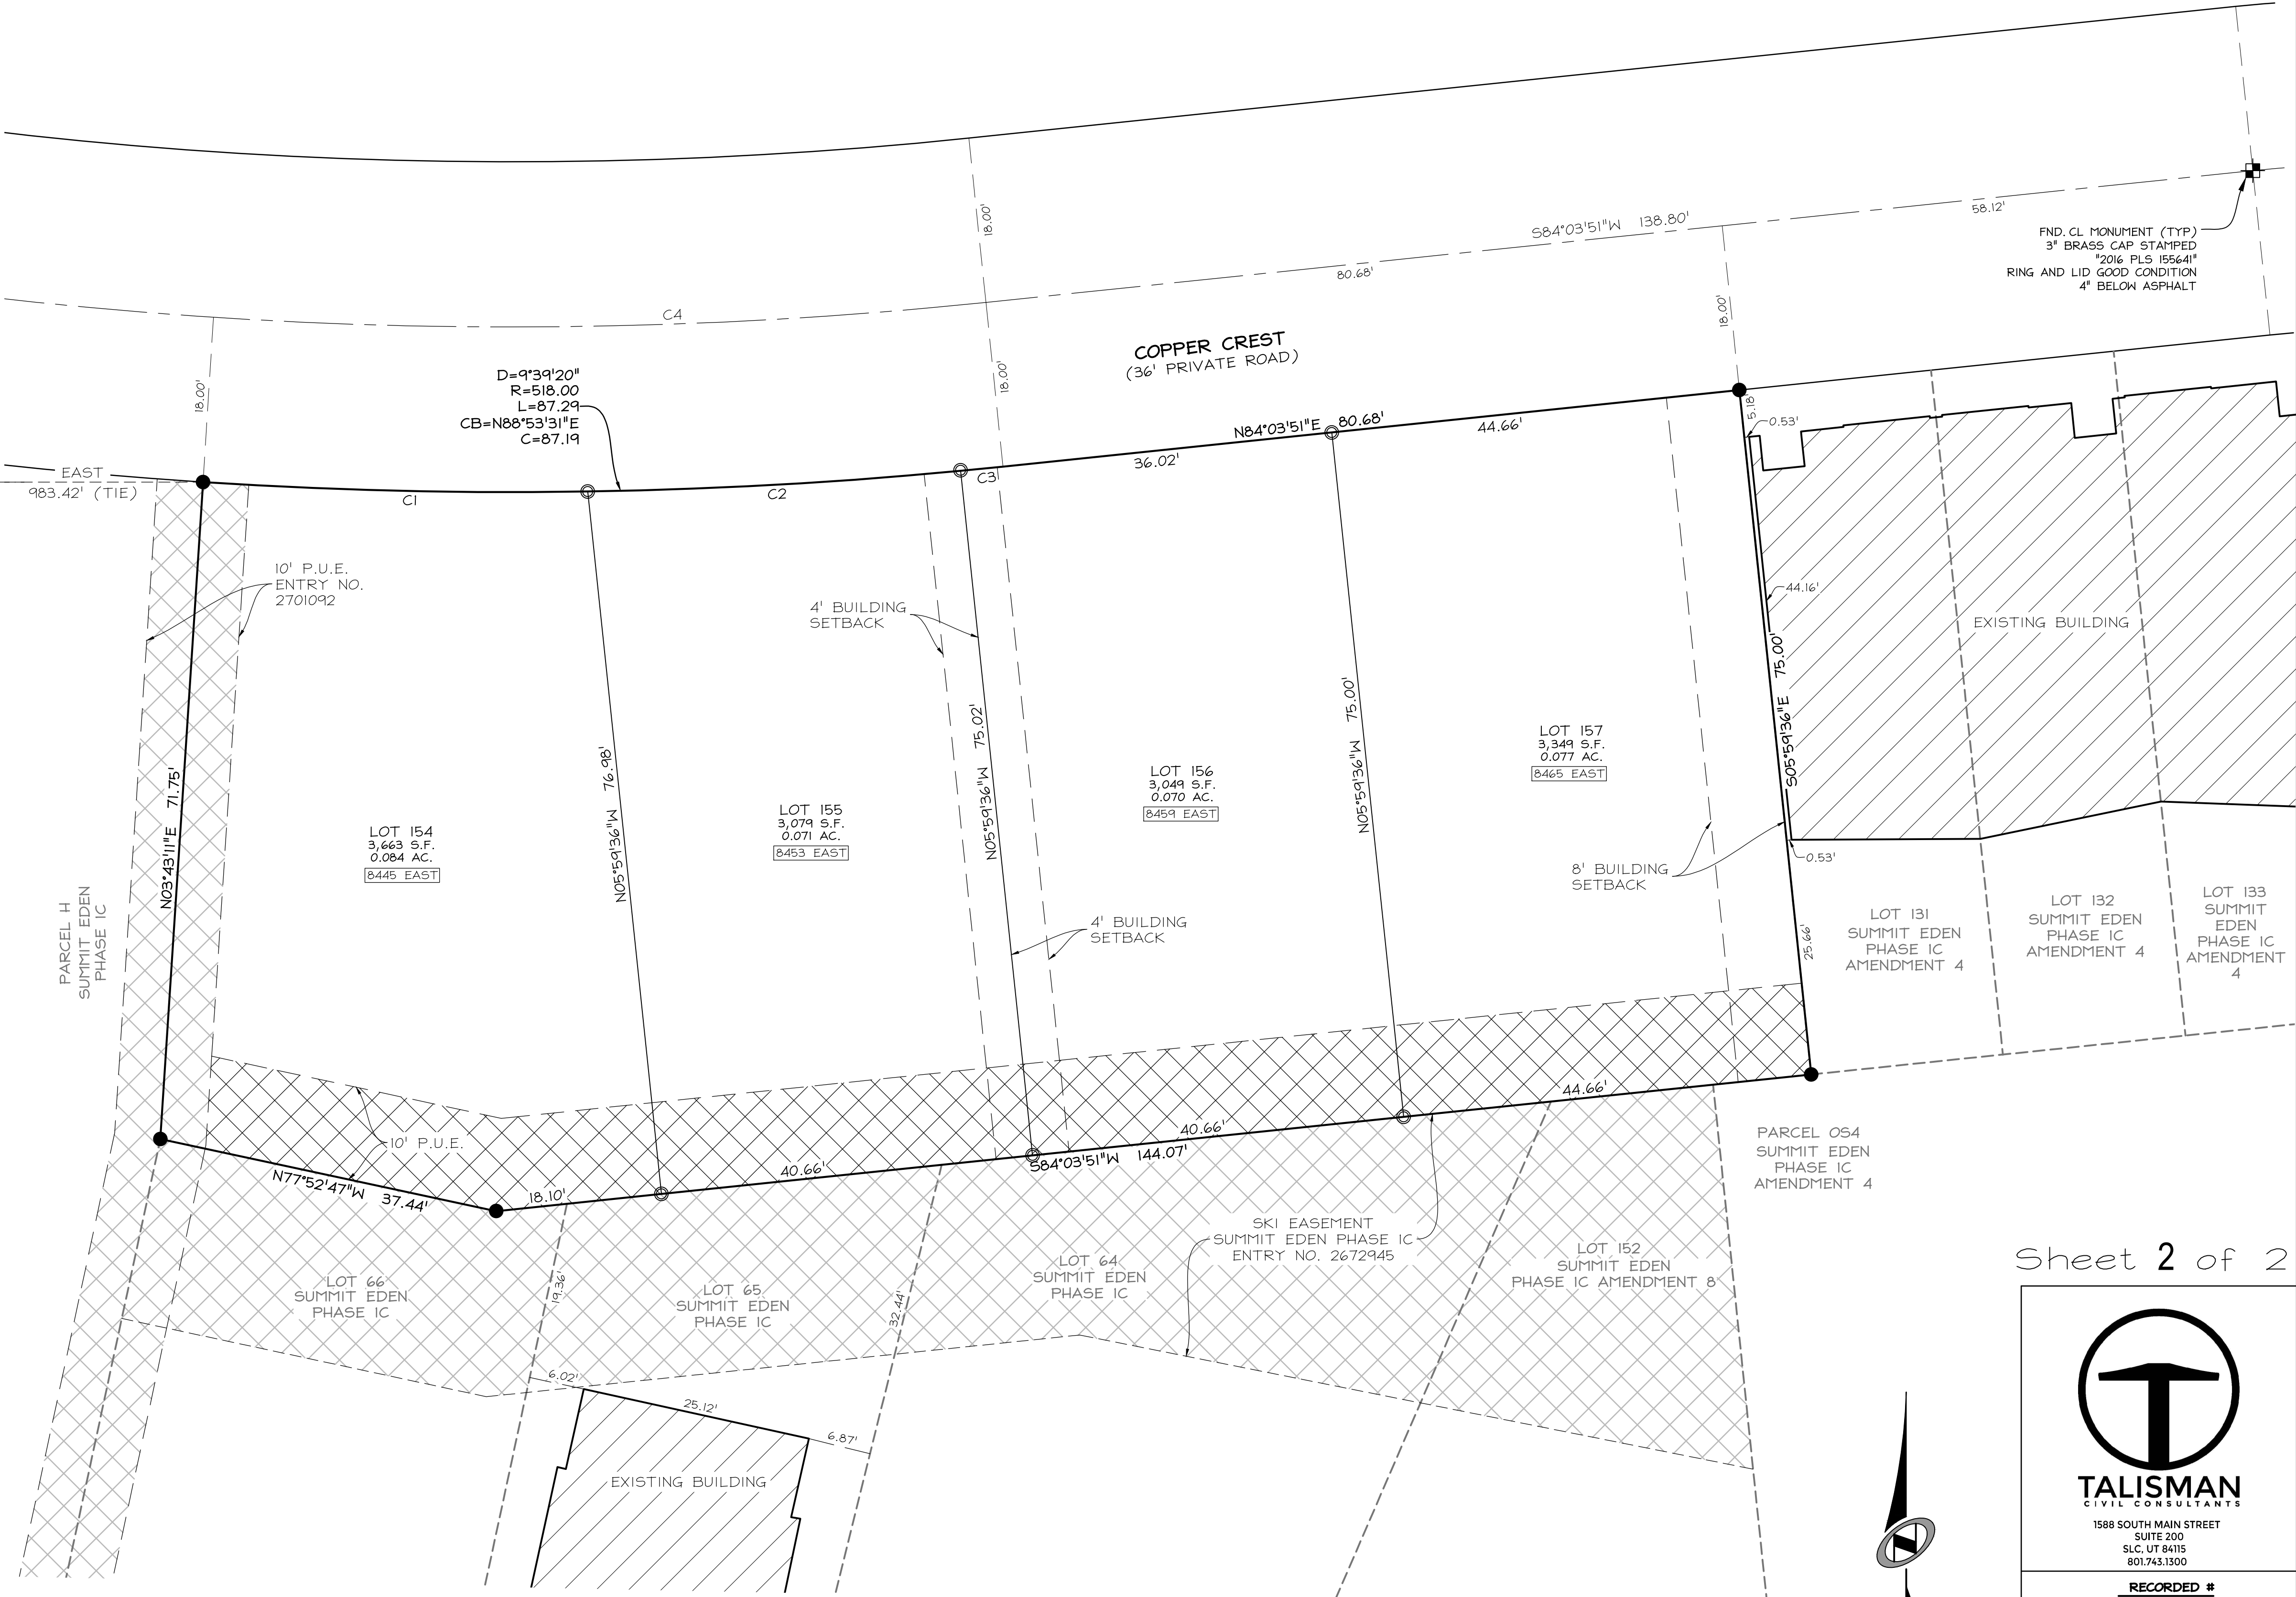 18.00'
S84°03'51"W 138.80'
58.12'
80.68'
C4
FND. CL MONUMENT (TYP)
3" BRASS CAP STAMPED
"2016 PLS 155641"
RING AND LID GOOD CONDITION
4" BELOW ASPHALT
18.00'
COPPER CREST
(36' PRIVATE ROAD)
18.00'
18.00'
D=9°39'20"
R=518.00
L=87.29
CB=N88°53'31"E
C=87.19
N84°03'51"E 80.68'
44.66'
36.02'
C3
C2
C1
EAST
983.42' (TIE)
5.18'
0.53'
10' P.U.E.
ENTRY NO.
2701092
4' BUILDING
SETBACK
44.16'
EXISTING BUILDING
S05°59'36"E 75.00'
N05°59'36"W 75.00'
N05°59'36"W 75.02'
N05°59'36"W 76.98'
N03°43'11"E 71.75'
LOT 157
3,349 S.F.
0.077 AC.
8465 EAST
LOT 156
3,049 S.F.
0.070 AC.
8459 EAST
LOT 155
3,079 S.F.
0.071 AC.
8453 EAST
LOT 154
3,663 S.F.
0.084 AC.
8445 EAST
8' BUILDING
SETBACK
0.53'
4' BUILDING
SETBACK
25.66'
PARCEL H
SUMMIT EDEN
PHASE 1C
LOT 131
SUMMIT EDEN
PHASE 1C
AMENDMENT 4
LOT 132
SUMMIT EDEN
PHASE 1C
AMENDMENT 4
LOT 133
SUMMIT
EDEN
PHASE 1C
AMENDMENT
4
10' P.U.E.
N77°52'47"W 37.44'
18.10'
40.66'
S84°03'51"W 144.07'
40.66'
44.66'
PARCEL OS4
SUMMIT EDEN
PHASE 1C
AMENDMENT 4
SKI EASEMENT
SUMMIT EDEN PHASE 1C
ENTRY NO. 2672945
LOT 66
SUMMIT EDEN
PHASE 1C
19.36'
LOT 65
SUMMIT EDEN
PHASE 1C
32.44'
LOT 64
SUMMIT EDEN
PHASE 1C
LOT 152
SUMMIT EDEN
PHASE 1C AMENDMENT 8
6.02'
25.12'
6.87'
EXISTING BUILDING
N
Sheet 2 of 2
TALISMAN
CIVIL CONSULTANTS
1588 SOUTH MAIN STREET
SUITE 200
SLC, UT 84115
801.743.1300
RECORDED #